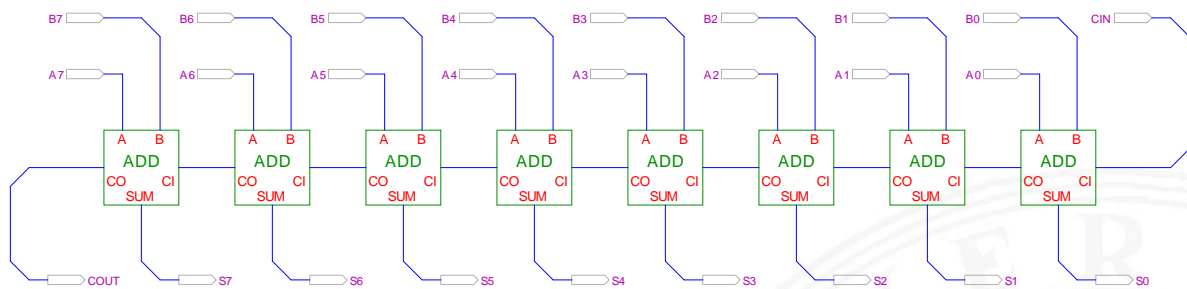 B7 B6 B5 B4 B3 B2 B1 B0 CIN
A7 A6 A5 A4 A3 A2 A1 A0
A B A B A B A B A B A B A B A B
ADD ADD ADD ADD ADD ADD ADD ADD
CO CI CO CI CO CI CO CI CO CI CO CI CO CI CO CI
SUM SUM SUM SUM SUM SUM SUM SUM
COUT S7 S6 S5 S4 S3 S2 S1 S0
E R